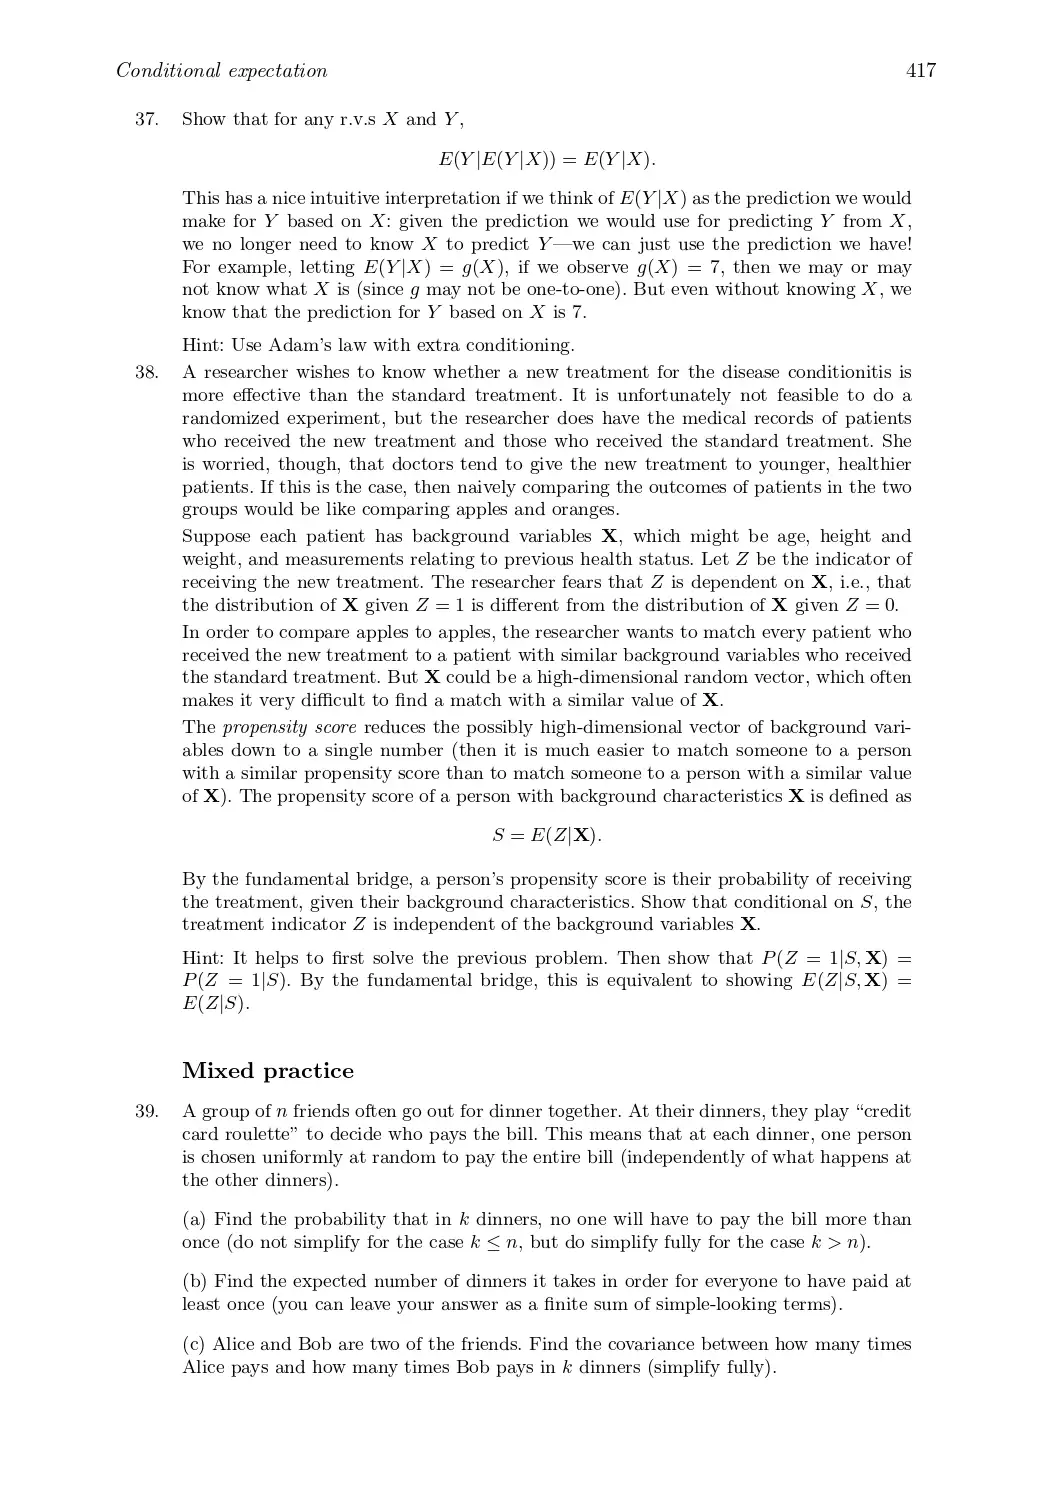 Conditional expectation 417
37. Show that for any r.v.s X and Y,
E(Y|E(Y|X)) = E(Y|X).
This has a nice intuitive interpretation if we think of E(Y|X) as the prediction we would
make for Y based on X: given the prediction we would use for predicting Y from X,
we no longer need to know X to predict Y—we can just use the prediction we have!
For example, letting E(Y|X) = g(X), if we observe g(X) = 7, then we may or may
not know what X is (since g may not be one-to-one). But even without knowing X, we
know that the prediction for Y based on X is 7.
Hint: Use Adam's law with extra conditioning.
38. A researcher wishes to know whether a new treatment for the disease conditionitis is
more effective than the standard treatment. It is unfortunately not feasible to do a
randomized experiment, but the researcher does have the medical records of patients
who received the new treatment and those who received the standard treatment. She
is worried, though, that doctors tend to give the new treatment to younger, healthier
patients. If this is the case, then naively comparing the outcomes of patients in the two
groups would be like comparing apples and oranges.
Suppose each patient has background variables X, which might be age, height and
weight, and measurements relating to previous health status. Let Z be the indicator of
receiving the new treatment. The researcher fears that Z is dependent on X, i.e., that
the distribution of X given Z = 1 is different from the distribution of X given Z = 0.
In order to compare apples to apples, the researcher wants to match every patient who
received the new treatment to a patient with similar background variables who received
the standard treatment. But X could be a high-dimensional random vector, which often
makes it very difficult to find a match with a similar value of X.
The propensity score reduces the possibly high-dimensional vector of background vari-
ables down to a single number (then it is much easier to match someone to a person
with a similar propensity score than to match someone to a person with a similar value
of X). The propensity score of a person with background characteristics X is defined as
S = E(Z|X).
By the fundamental bridge, a person's propensity score is their probability of receiving
the treatment, given their background characteristics. Show that conditional on S, the
treatment indicator Z is independent of the background variables X.
Hint: It helps to first solve the previous problem. Then show that P(Z = 1|S, X) =
P(Z = 1|S). By the fundamental bridge, this is equivalent to showing E(Z|S, X) =
E(Z|S).
Mixed practice
39. A group of n friends often go out for dinner together. At their dinners, they play “credit
card roulette” to decide who pays the bill. This means that at each dinner, one person
is chosen uniformly at random to pay the entire bill (independently of what happens at
the other dinners).
(a) Find the probability that in k dinners, no one will have to pay the bill more than
once (do not simplify for the case k ≤ n, but do simplify fully for the case k > n).
(b) Find the expected number of dinners it takes in order for everyone to have paid at
least once (you can leave your answer as a finite sum of simple-looking terms).
(c) Alice and Bob are two of the friends. Find the covariance between how many times
Alice pays and how many times Bob pays in k dinners (simplify fully).